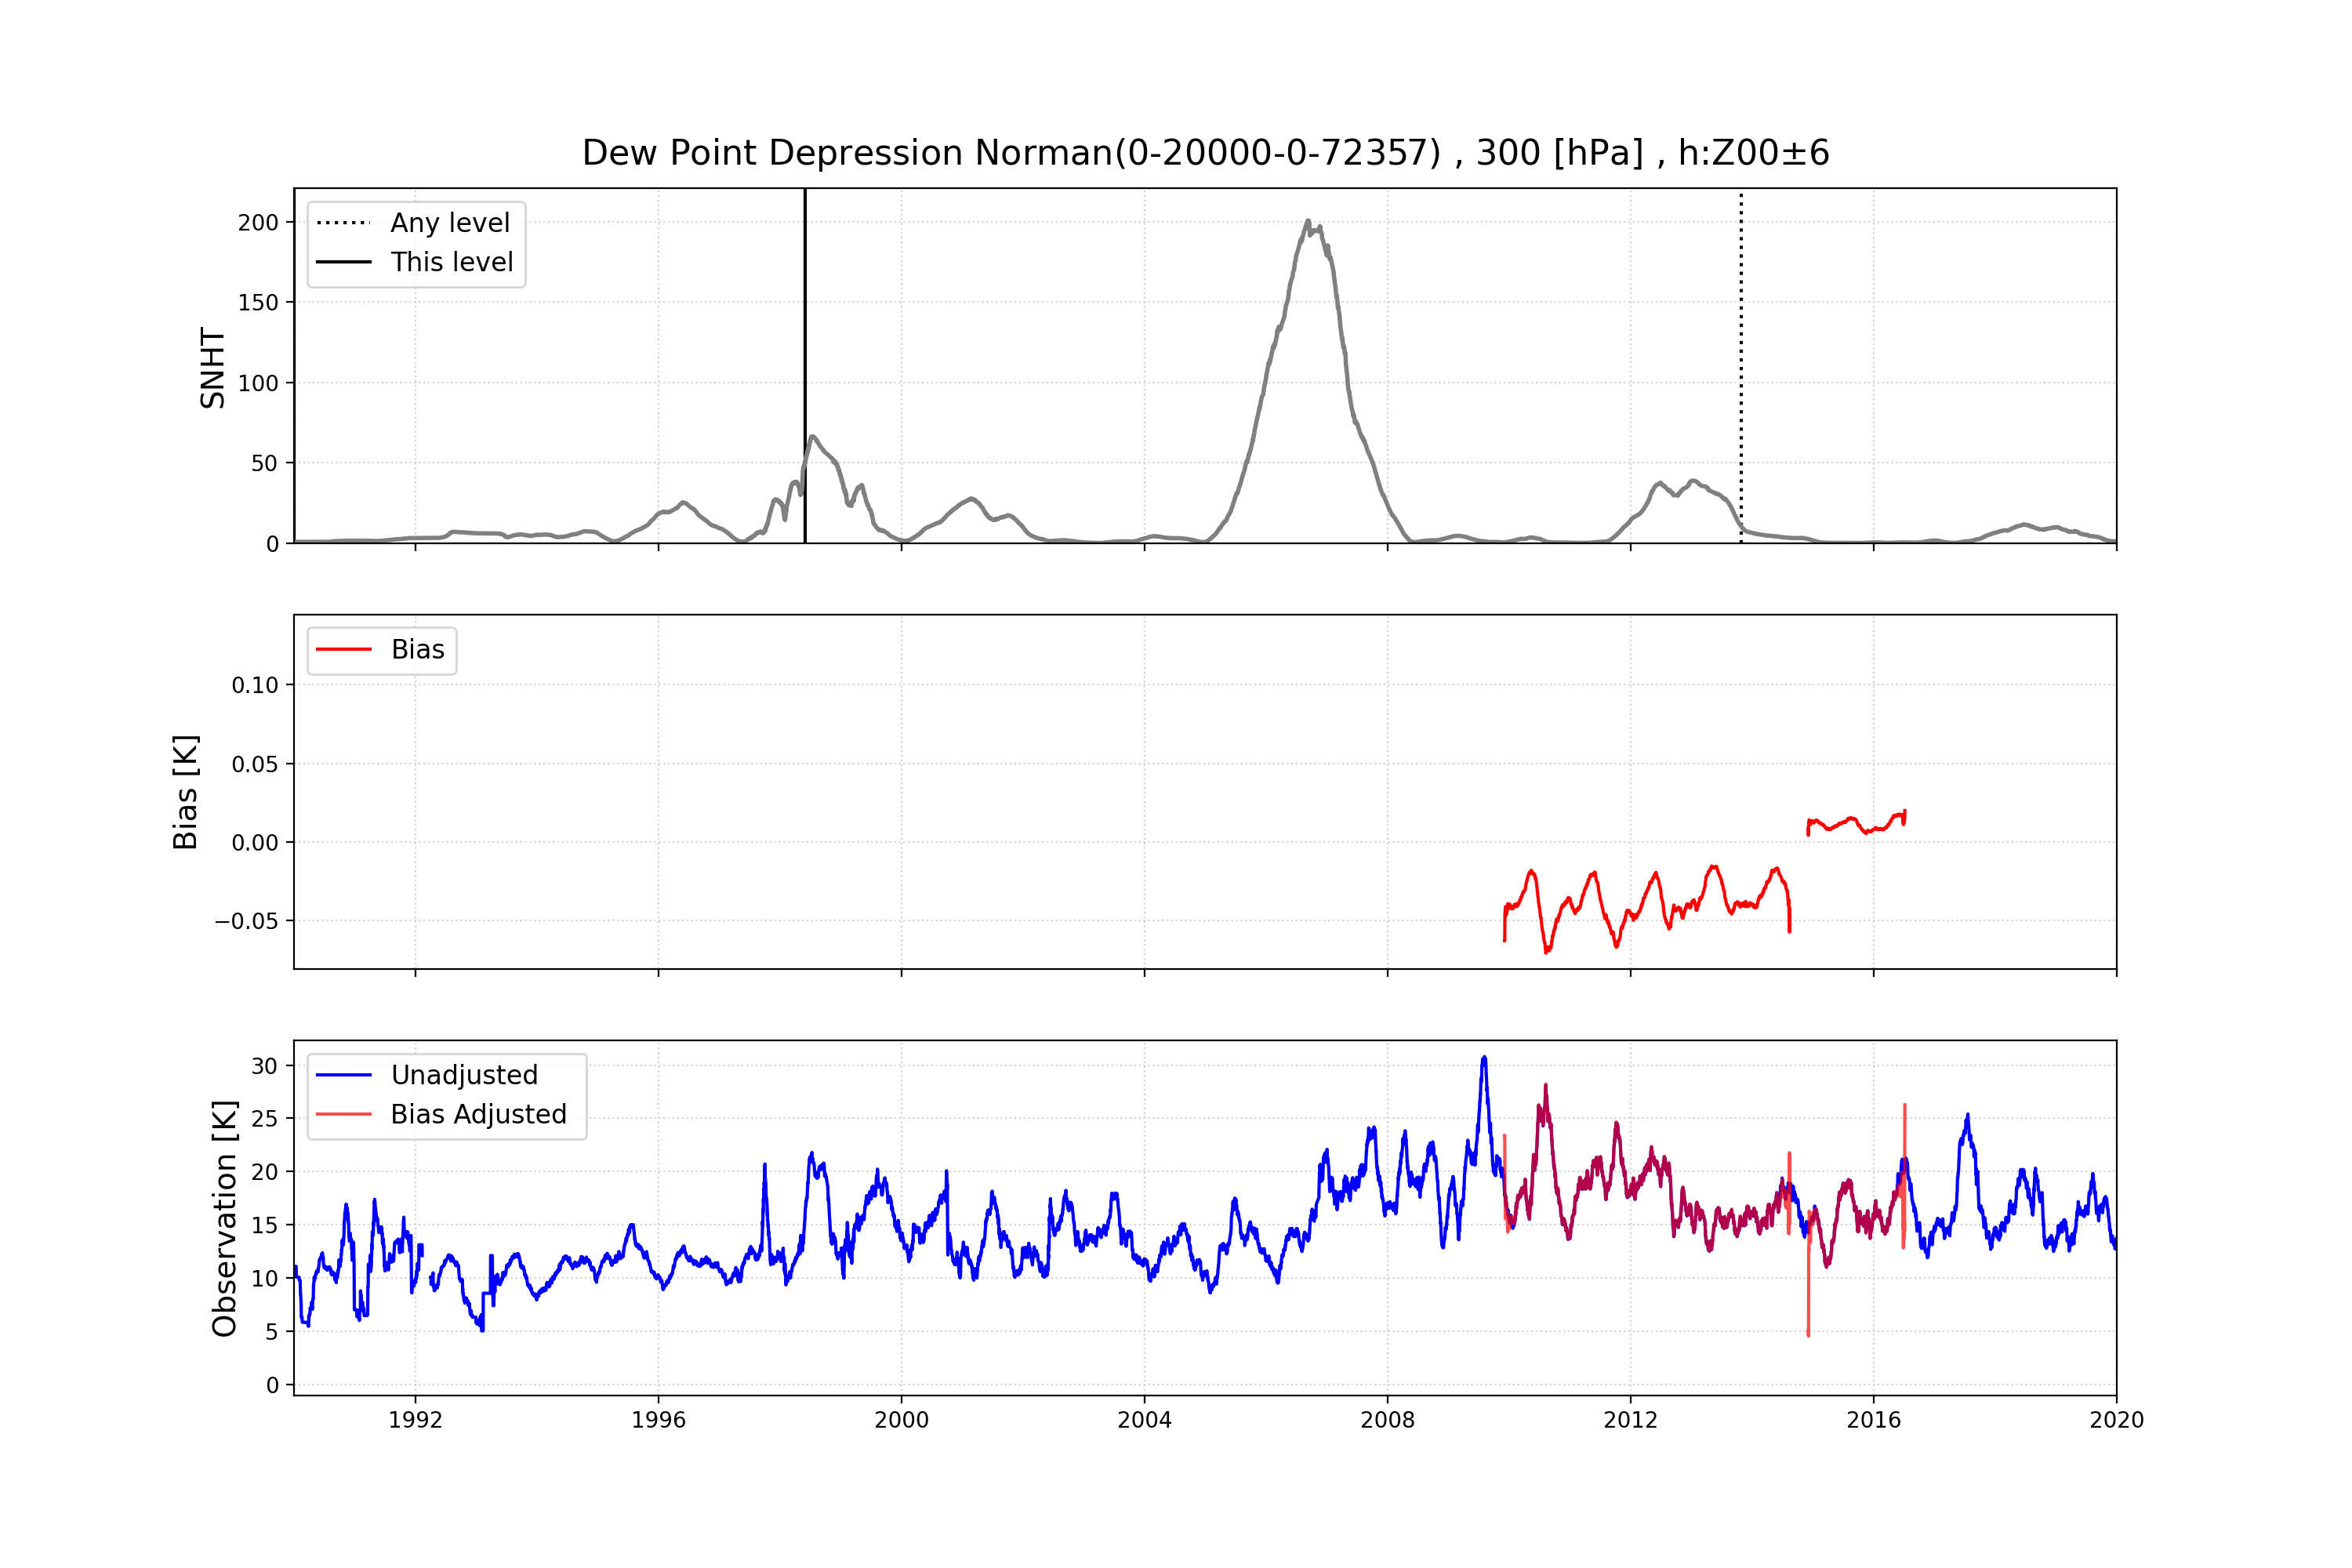 Dew Point Depression Norman(0-20000-0-72357) , 300 [hPa] , h:Z00±6
SNHT
200
150
100
50
0
Any level
This level
Bias [K]
0.10
0.05
0.00
−0.05
Bias
Observation [K]
30
25
20
15
10
5
0
Unadjusted
Bias Adjusted
1992 1996 2000 2004 2008 2012 2016 2020